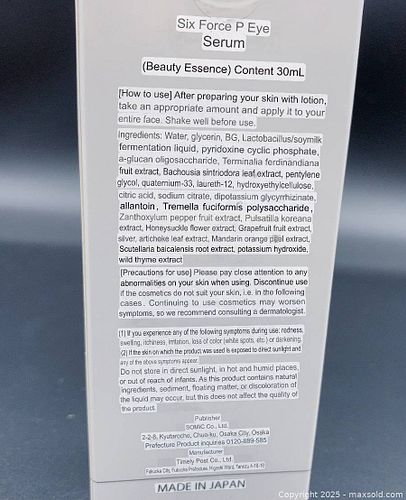 Six Force P Eye
Serum
(Beauty Essence) Content 30mL
[How to use] After preparing your skin with lotion,
take an appropriate amount and apply it to your
entire face. Shake well before use.
Ingredients: Water, glycerin, BG, Lactobacillus/soymilk
fermentation liquid, pyridoxine cyclic phosphate,
a-glucan oligosaccharide, Terminalia ferdinandiana
fruit extract, Bachousia sintriodora leaf extract, pentylene
glycol, quaternium-33, laureth-12, hydroxyethylcellulose,
citric acid, sodium citrate, dipotassium glycyrrhizinate,
allantoin, Tremella fuciformis polysaccharide,
Zanthoxylum pepper fruit extract, Pulsatilla koreana
extract, Honeysuckle flower extract, Grapefruit fruit extract,
silver, artichoke leaf extract, Mandarin orange peel extract,
Scutellaria baicalensis root extract, potassium hydroxide,
wild thyme extract
[Precautions for use] Please pay close attention to any
abnormalities on your skin when using. Discontinue use
if the cosmetics do not suit your skin, i.e. in the following
cases. Continuing to use cosmetics may worsen
symptoms, so we recommend consulting a dermatologist.
(1) If you experience any of the following symptoms during use: redness,
swelling, itchiness, irritation, loss of color (white spots, etc.) or darkening.
(2) If the skin on which the product was used is exposed to direct sunlight and
any of the above symptoms appear.
Do not store in direct sunlight, in hot and humid places,
or out of reach of infants. As this product contains natural
ingredients, sediment, floating matter, or discoloration of
the liquid may occur, but this does not affect the quality of
the product.
Publisher
SOMIC Co., Ltd.
2-2-8, Kyutarocho, Chuo-ku, Osaka City, Osaka
Prefecture Product inquiries 0120-889-585
Manufacturer
Timely Post Co., Ltd.
Fukuoka City, Fukuoka Prefecture, Higashi Ward, 4-18-10
MADE IN JAPAN
Copyright 2025 - maxsold.com